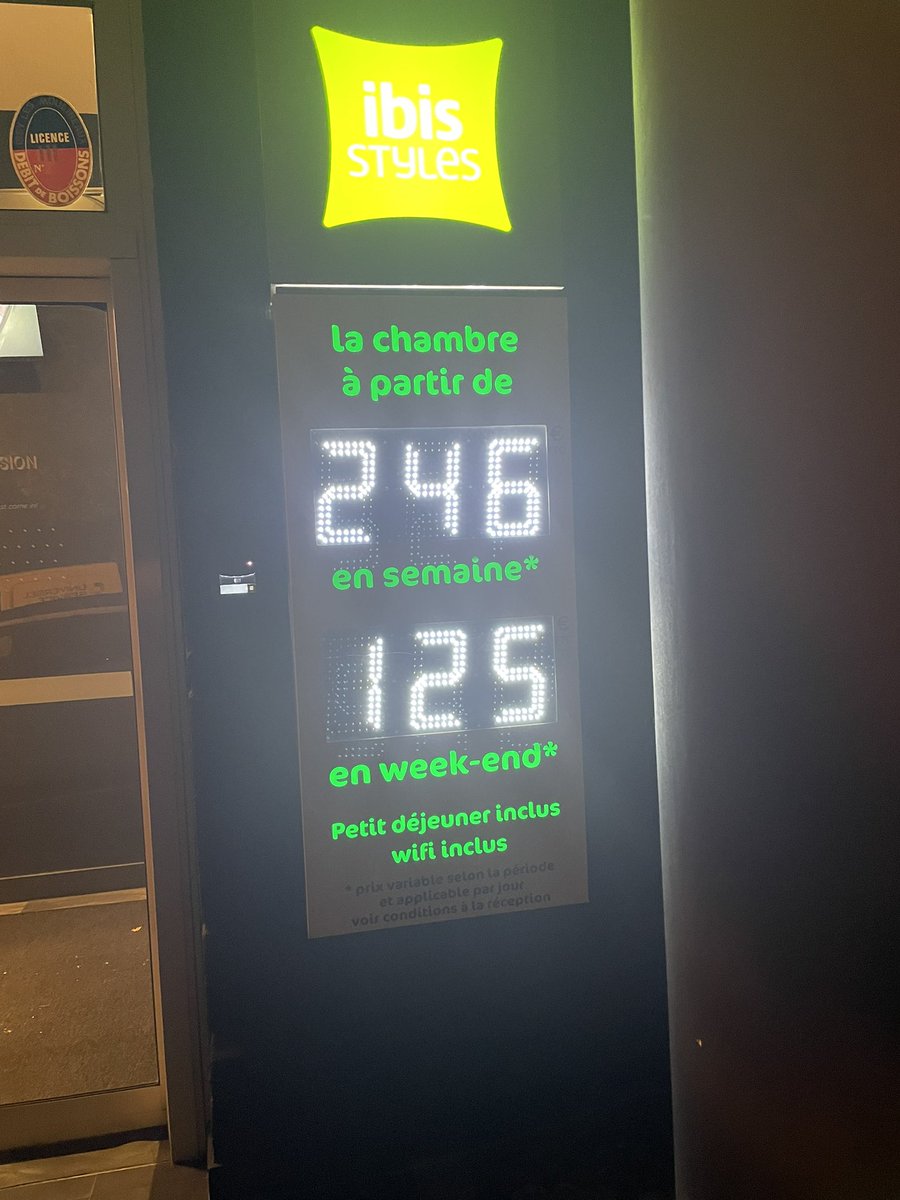 ibis
STYLES
LICENCE
N°
DEBIT DE BOISSONS
la chambre
à partir de
246
en semaine*
125
en week-end*
Petit déjeuner inclus
wifi inclus
* prix variable selon la période
et applicable par jour
voir conditions à la réception